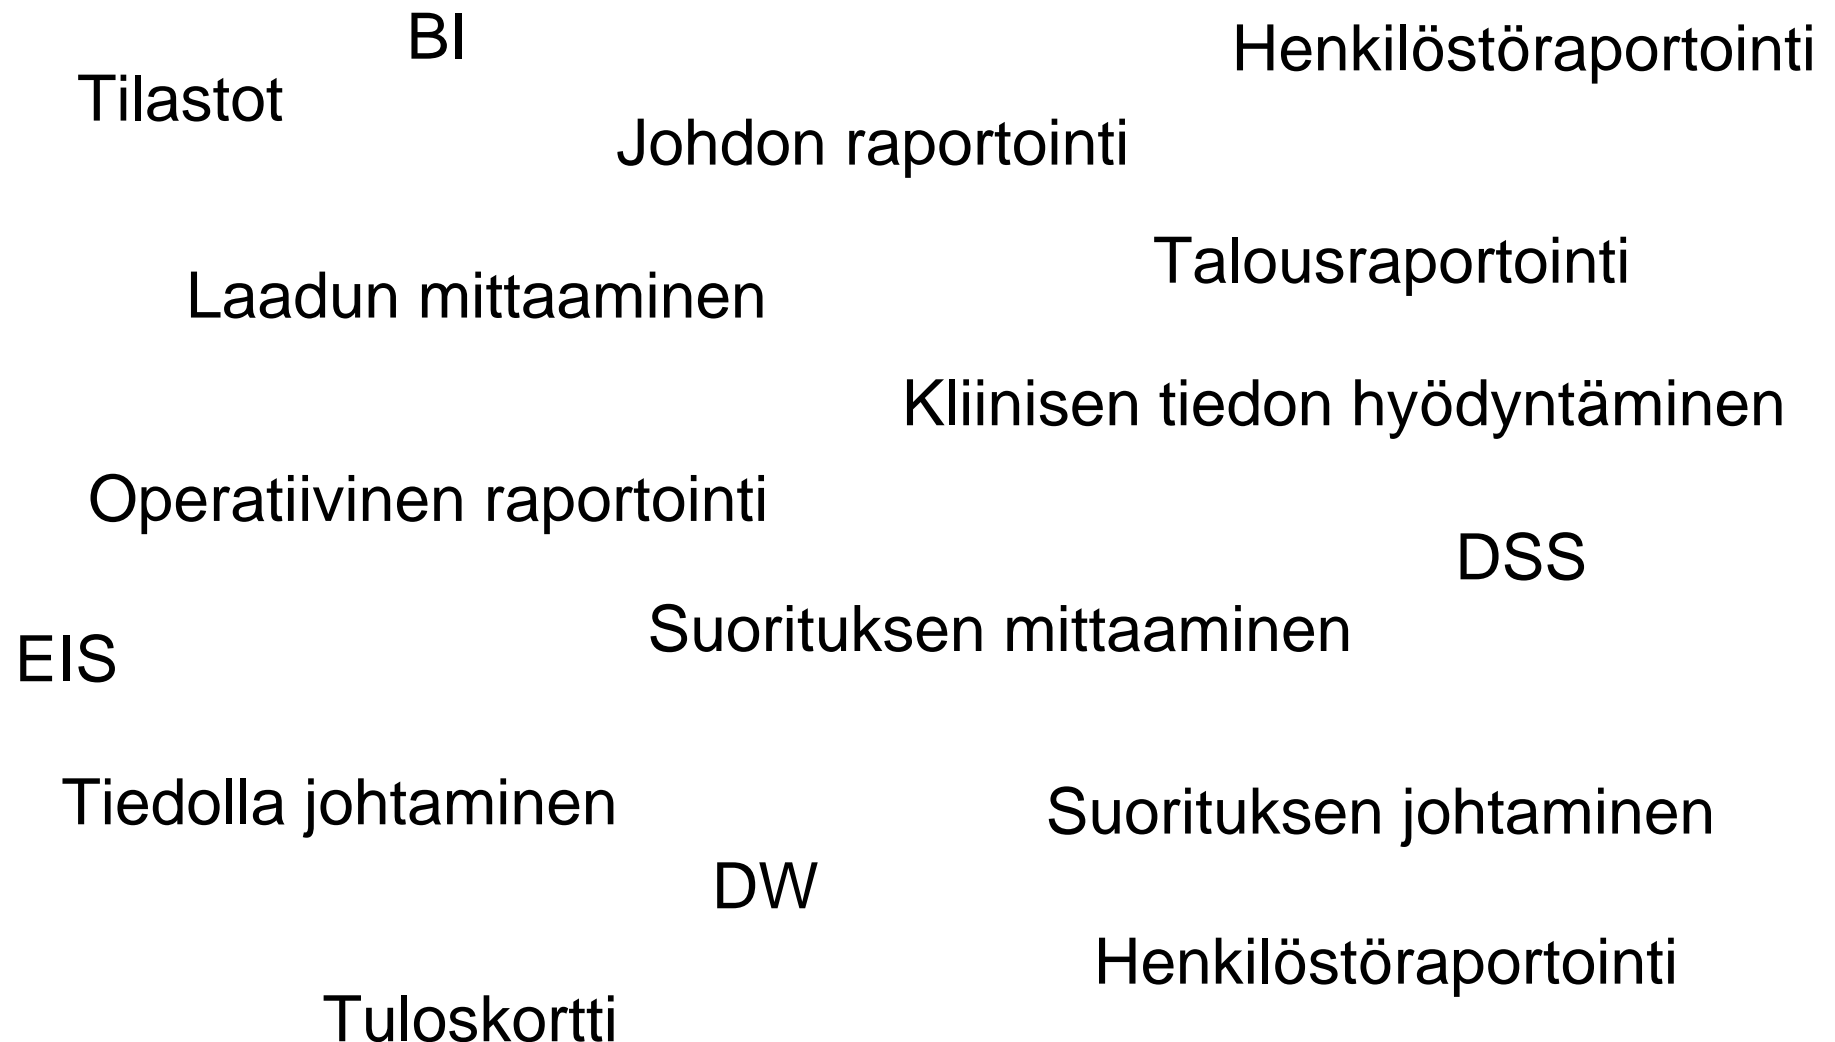 BI
Henkilöstöraportointi
Tilastot
Johdon raportointi
Talousraportointi
Laadun mittaaminen
Kliinisen tiedon hyödyntäminen
Operatiivinen raportointi
DSS
Suorituksen mittaaminen
EIS
Tiedolla johtaminen
Suorituksen johtaminen
DW
Henkilöstöraportointi
Tuloskortti